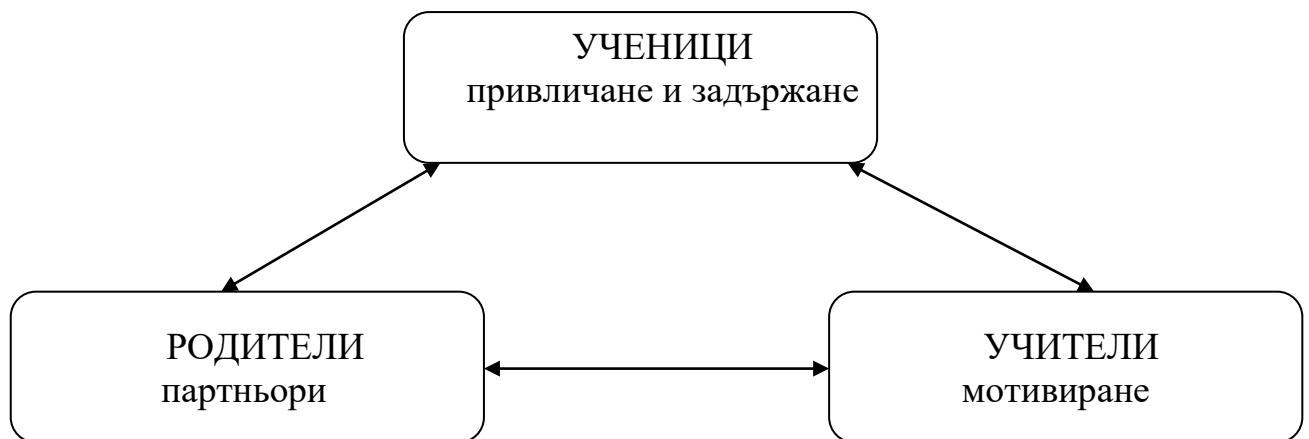 УЧЕНИЦИ
привличане и задържане
РОДИТЕЛИ
партньори
УЧИТЕЛИ
мотивиране